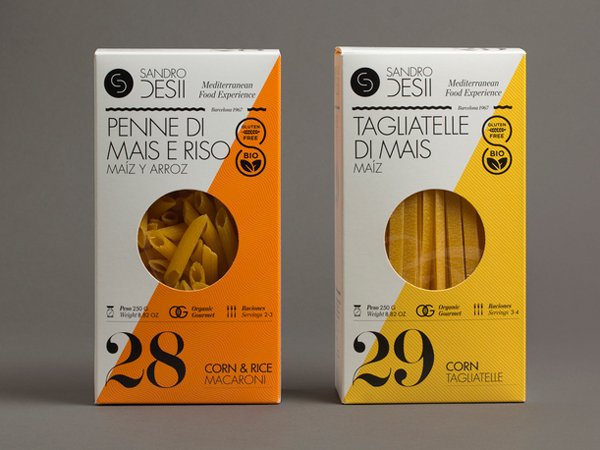 SANDRO
DESII
Mediterranean
Food Experience
Barcelona 1967
PENNE DI
MAIS E RISO
MAÍZ Y ARROZ
GLUTEN
FREE
BIO
Peso 250 G
Weight 8.82 OZ
OG
Organic
Gourmet
Raciones
Servings 2-3
28
CORN & RICE
MACARONI
SANDRO
DESII
Mediterranean
Food Experience
Barcelona 1967
TAGLIATELLE
DI MAIS
MAÍZ
GLUTEN
FREE
BIO
Peso 250 G
Weight 8.82 OZ
OG
Organic
Gourmet
Raciones
Servings 3-4
29
CORN
TAGLIATELLE